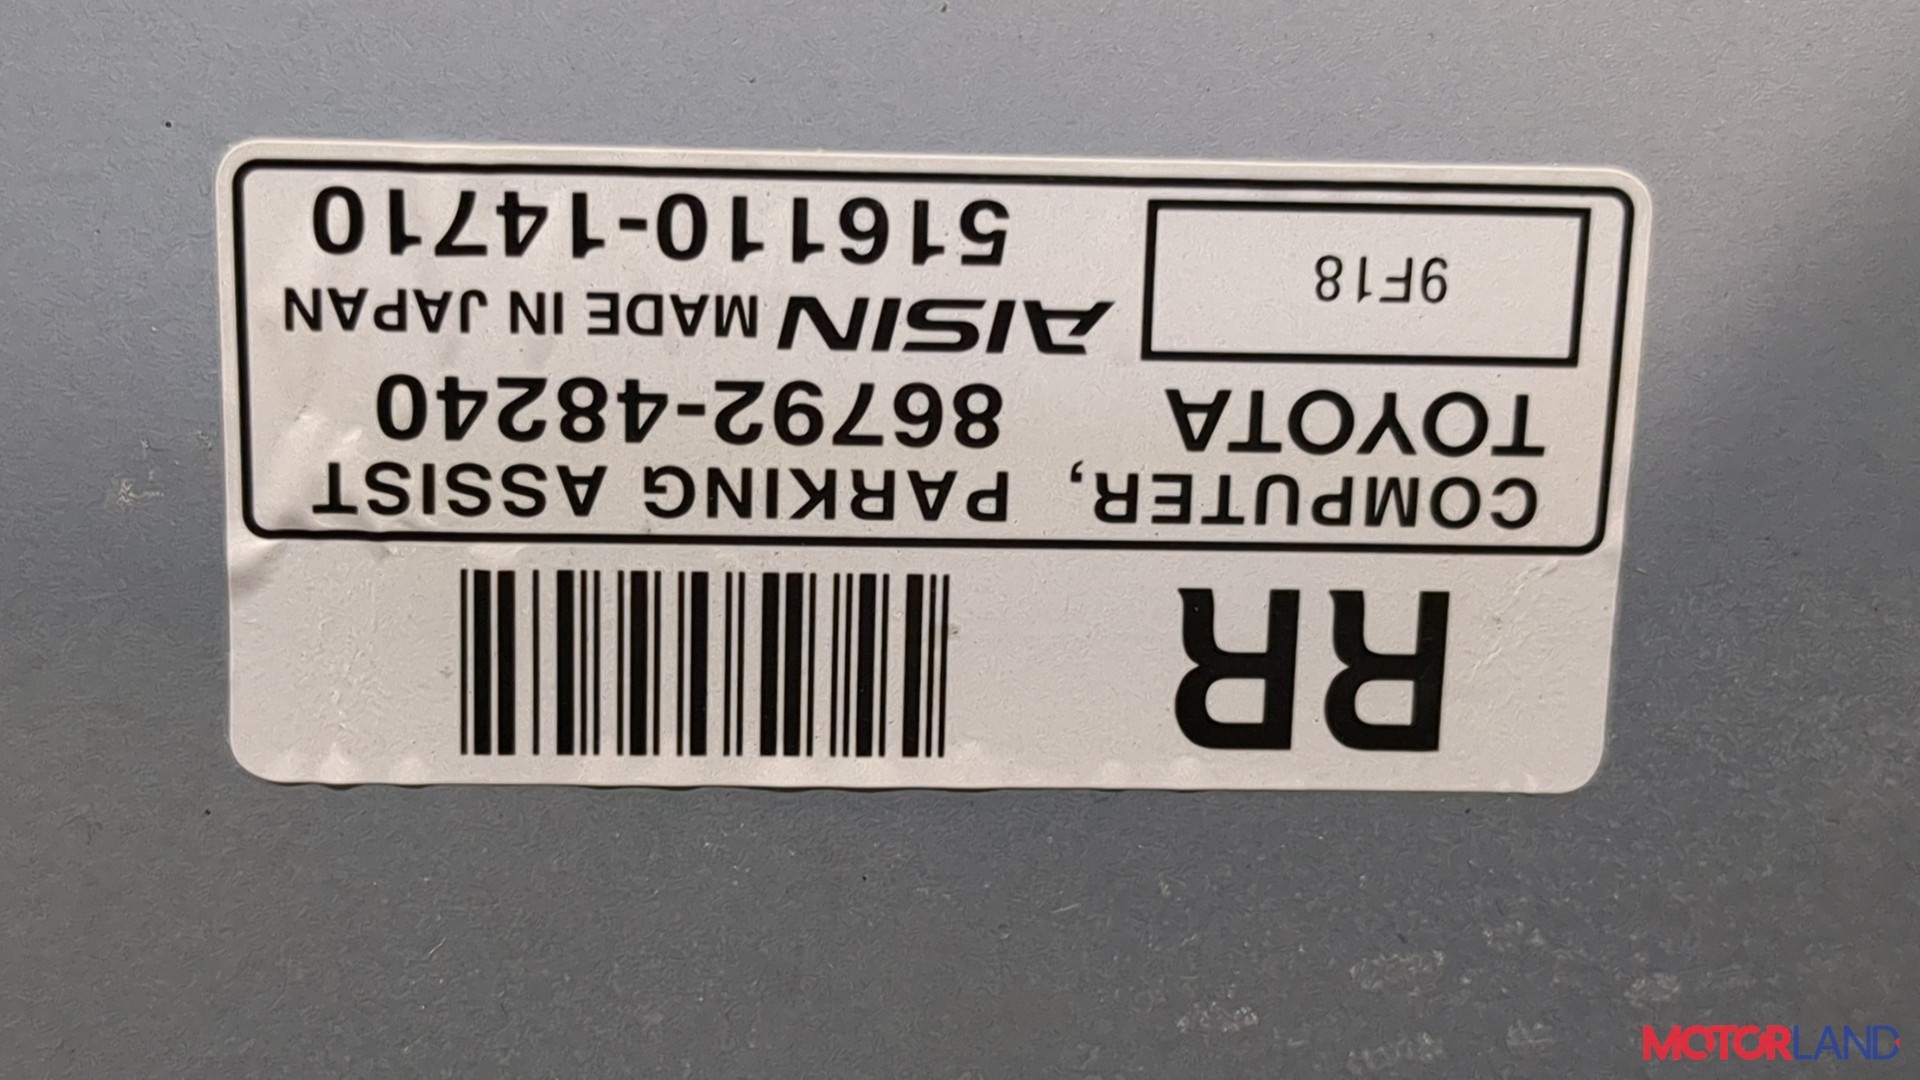 RR
COMPUTER, PARKING ASSIST
TOYOTA 86792-48240
AISIN MADE IN JAPAN
9F18
516110-14710
MOTORLAND